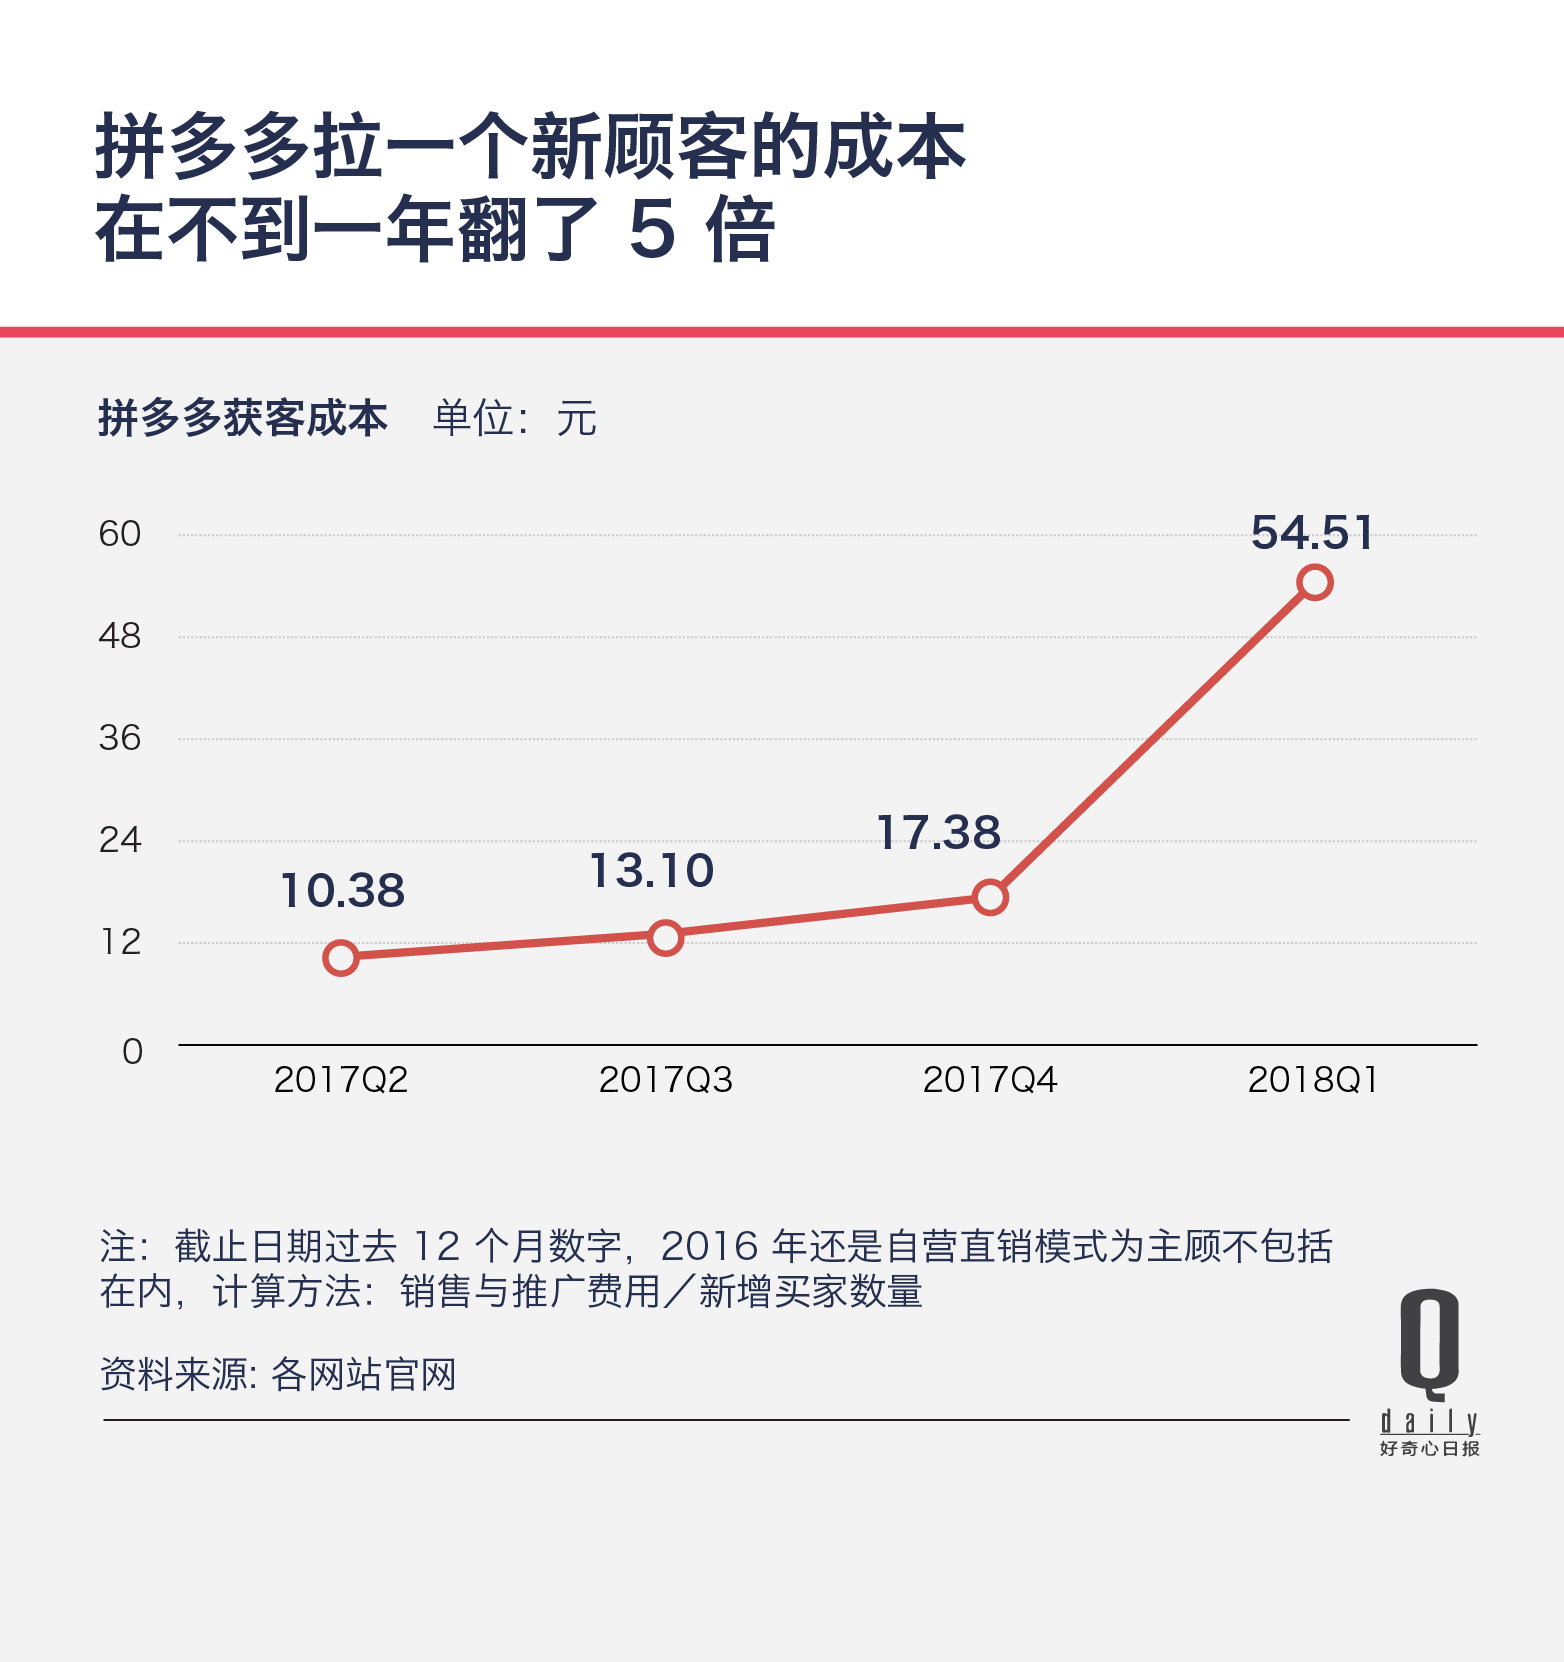 拼多多拉一个新顾客的成本
在不到一年翻了 5 倍
拼多多获客成本 单位：元
60
48
36
24
12
0
10.38
13.10
17.38
54.51
2017Q2 2017Q3 2017Q4 2018Q1
注：截止日期过去 12 个月数字，2016 年还是自营直销模式为主顾不包括
在内，计算方法：销售与推广费用／新增买家数量
资料来源: 各网站官网
Q
daily
好奇心日报